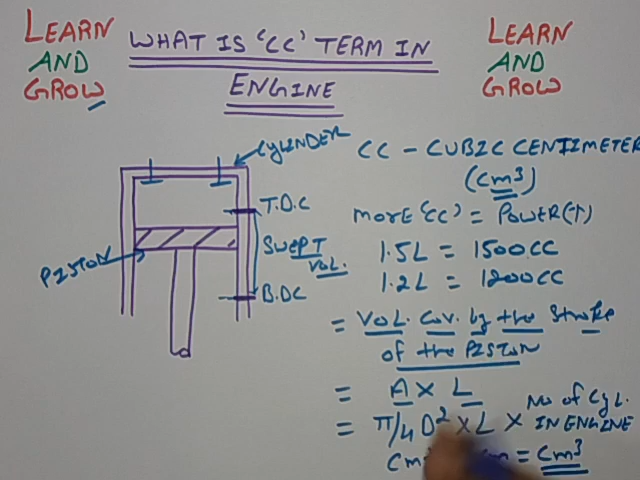 LEARN
AND
GROW
WHAT IS 'CC' TERM IN
ENGINE
LEARN
AND
GROW
CYLINDER
T.D.C
SWEPT
VOL.
B.DC
PISTON
CC - CUBIC CENTIMETER
(cm³)
MORE 'CC' = POWER(↑)
1.5L = 1500CC
1.2L = 1200CC
= VOL. COV. by the Stroke
of the PISTON
= A x L
= π/4 D² x L x No of Cyl.
IN ENGINE
= cm³